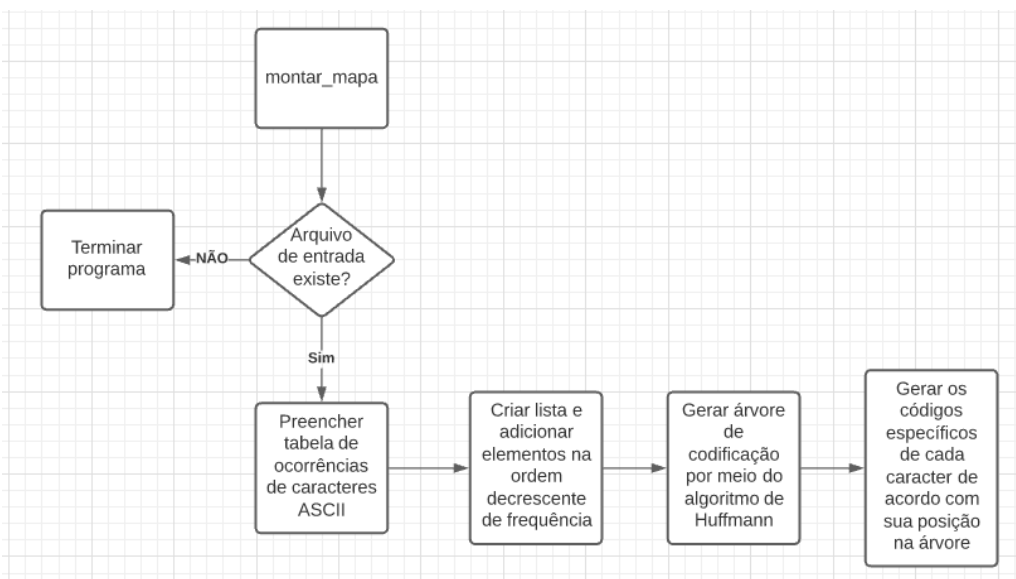 montar_mapa
Arquivo
de entrada
existe?
NÃO
Terminar
programa
Sim
Preencher
tabela de
ocorrências
de caracteres
ASCII
Criar lista e
adicionar
elementos na
ordem
decrescente
de frequência
Gerar árvore
de
codificação
por meio do
algoritmo de
Huffmann
Gerar os
códigos
específicos
de cada
caracter de
acordo com
sua posição
na árvore